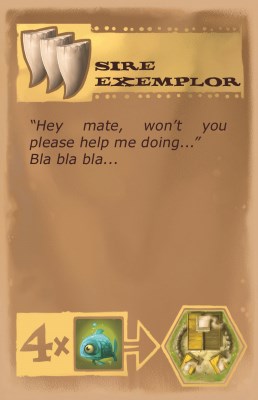 SIRE
EXEMPLOR
“Hey mate, won’t you
please help me doing...”
Bla bla bla...
4x